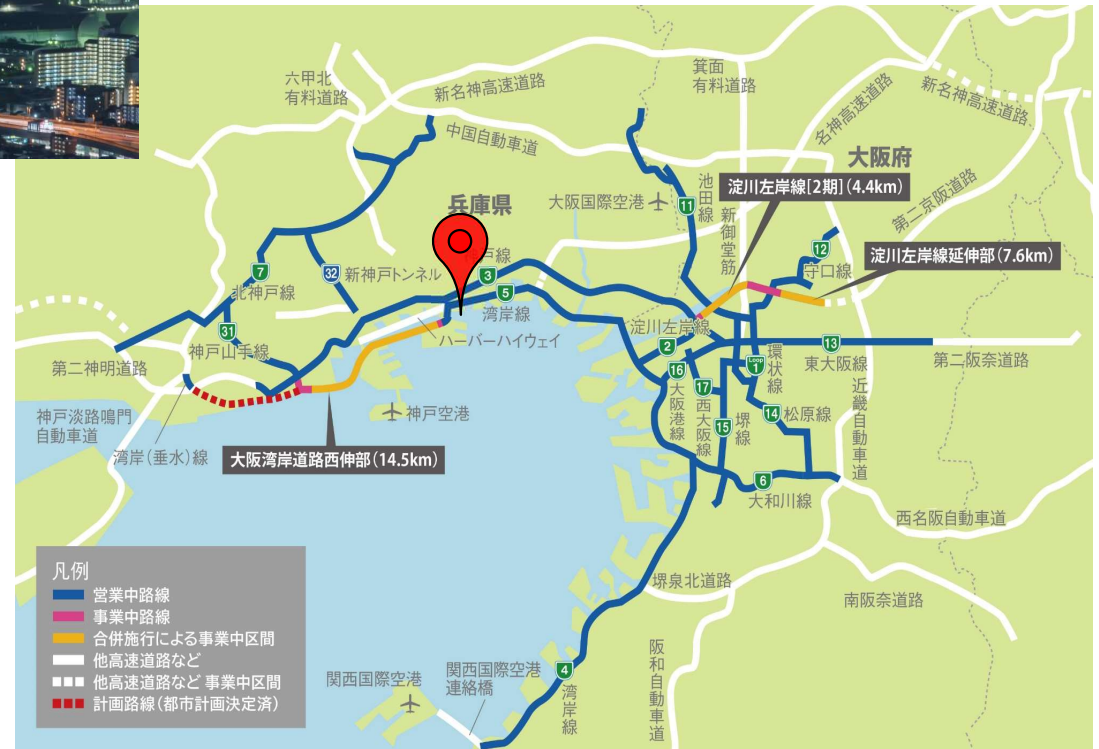 六甲北
有料道路
新名神高速道路
箕面
有料道路
名神高速道路
新名神高速道路
中国自動車道
大阪府
兵庫県
大阪国際空港
池田線
11
新御堂筋
淀川左岸線[2期](4.4km)
第二京阪道路
淀川左岸線延伸部(7.6km)
12
守口線
7
北神戸線
32
新神戸トンネル
戸線
3
5
湾岸線
ハーバーハイウェイ
31
神戸山手線
第二神明道路
淀川左岸線
2
16
大阪港線
17
西大阪線
15
堺線
Loop
1
環状線
13
東大阪線
第二阪奈道路
14
松原線
近畿自動車道
神戸淡路鳴門
自動車道
湾岸(垂水)線
神戸空港
大阪湾岸道路西伸部(14.5km)
6
大和川線
西名阪自動車道
堺泉北道路
南阪奈道路
阪和自動車道
関西国際空港
関西国際空港
連絡橋
4
湾岸線
凡例
営業中路線
事業中路線
合併施行による事業中区間
他高速道路など
他高速道路など 事業中区間
計画路線(都市計画決定済)